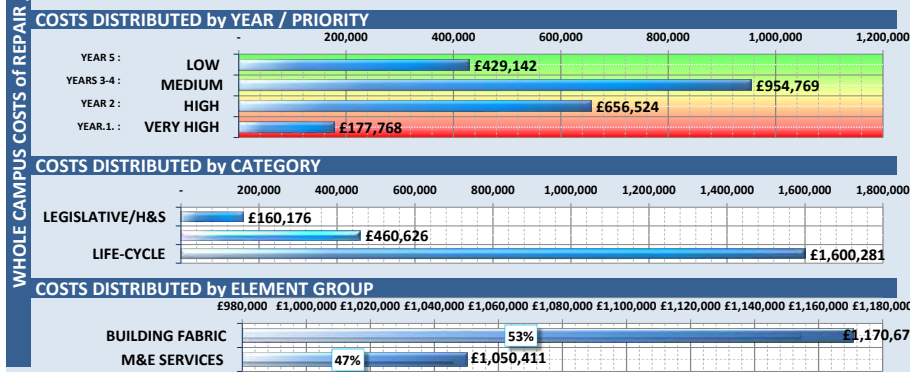 WHOLE CAMPUS COSTS of REPAIR
COSTS DISTRIBUTED by YEAR / PRIORITY
- 200,000 400,000 600,000 800,000 1,000,000 1,200,000
YEAR 5 : LOW £429,142
YEARS 3-4 : MEDIUM £954,769
YEAR 2 : HIGH £656,524
YEAR.1. : VERY HIGH £177,768
COSTS DISTRIBUTED by CATEGORY
- 200,000 400,000 600,000 800,000 1,000,000 1,200,000 1,400,000 1,600,000 1,800,000
LEGISLATIVE/H&S £160,176
£460,626
LIFE-CYCLE £1,600,281
COSTS DISTRIBUTED by ELEMENT GROUP
£980,000 £1,000,000 £1,020,000 £1,040,000 £1,060,000 £1,080,000 £1,100,000 £1,120,000 £1,140,000 £1,160,000 £1,180,000
BUILDING FABRIC 53% £1,170,67
M&E SERVICES 47% £1,050,411